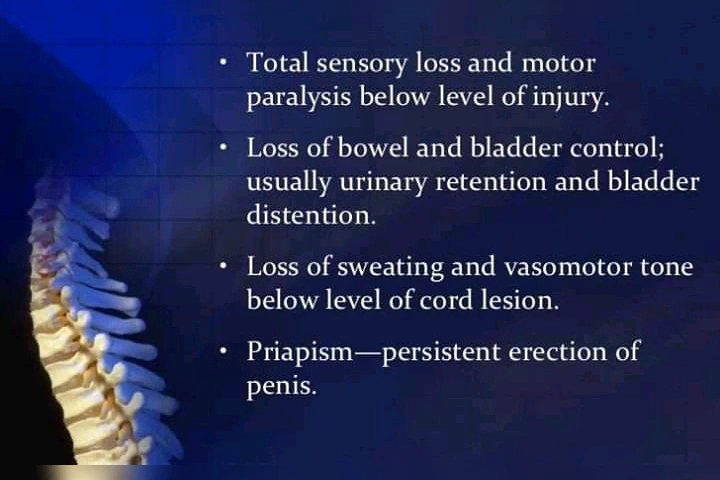 • Total sensory loss and motor
paralysis below level of injury.
• Loss of bowel and bladder control;
usually urinary retention and bladder
distention.
• Loss of sweating and vasomotor tone
below level of cord lesion.
• Priapism—persistent erection of
penis.